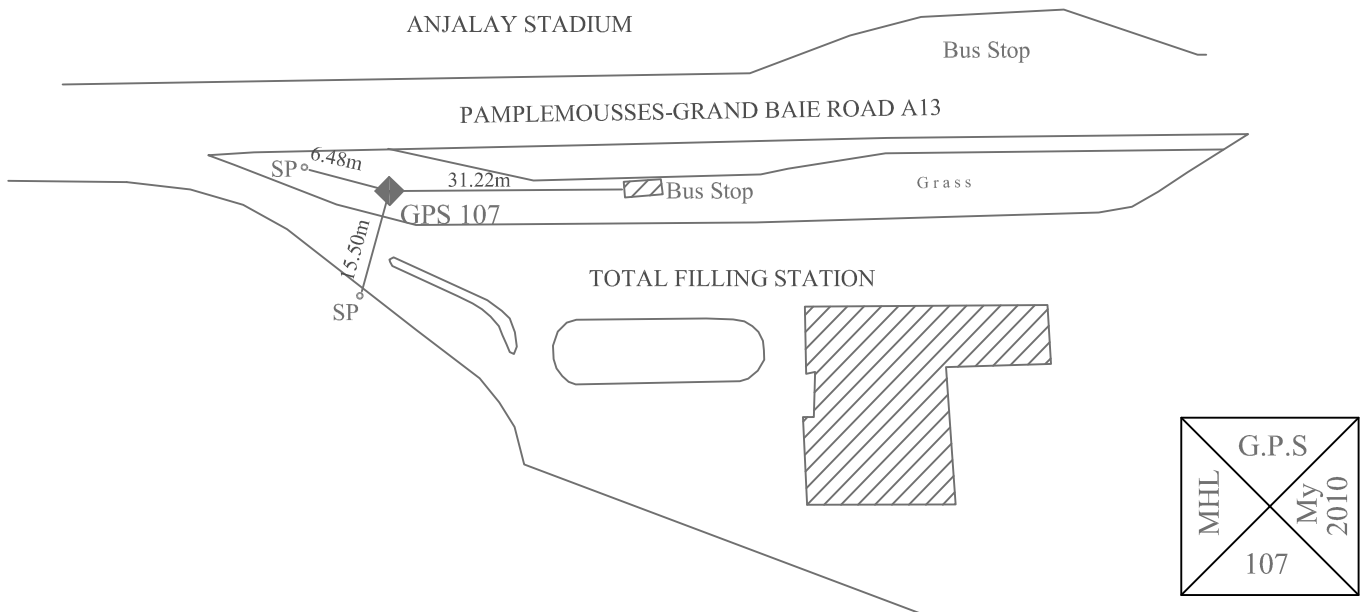 ANJALAY STADIUM
Bus Stop
PAMPLEMOUSSES-GRAND BAIE ROAD A13
SP
6.48m
31.22m
Bus Stop
Grass
GPS 107
15.50m
SP
TOTAL FILLING STATION
G.P.S
MHL
My
2010
107